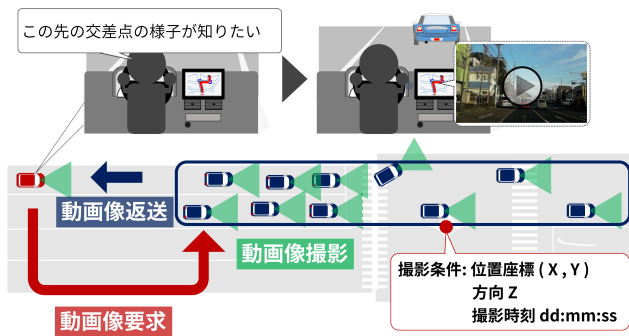 この先の交差点の様子が知りたい
動画像返送
動画像撮影
動画像要求
撮影条件: 位置座標 ( X , Y )
方向 Z
撮影時刻 dd:mm:ss